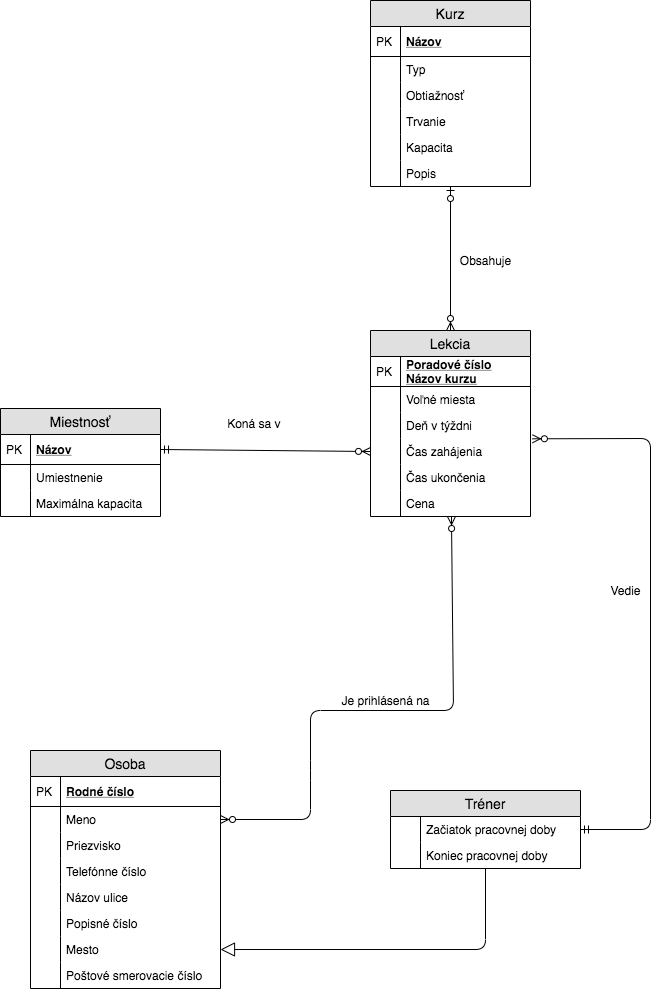 Kurz
PK Názov
Typ
Obtiažnosť
Trvanie
Kapacita
Popis
Obsahuje
Lekcia
PK Poradové číslo
Názov kurzu
Voľné miesta
Deň v týždni
Čas zahájenia
Čas ukončenia
Cena
Koná sa v
Miestnosť
PK Názov
Umiestnenie
Maximálna kapacita
Vedie
Je prihlásená na
Osoba
PK Rodné číslo
Meno
Priezvisko
Telefónne číslo
Názov ulice
Popisné číslo
Mesto
Poštové smerovacie číslo
Tréner
Začiatok pracovnej doby
Koniec pracovnej doby